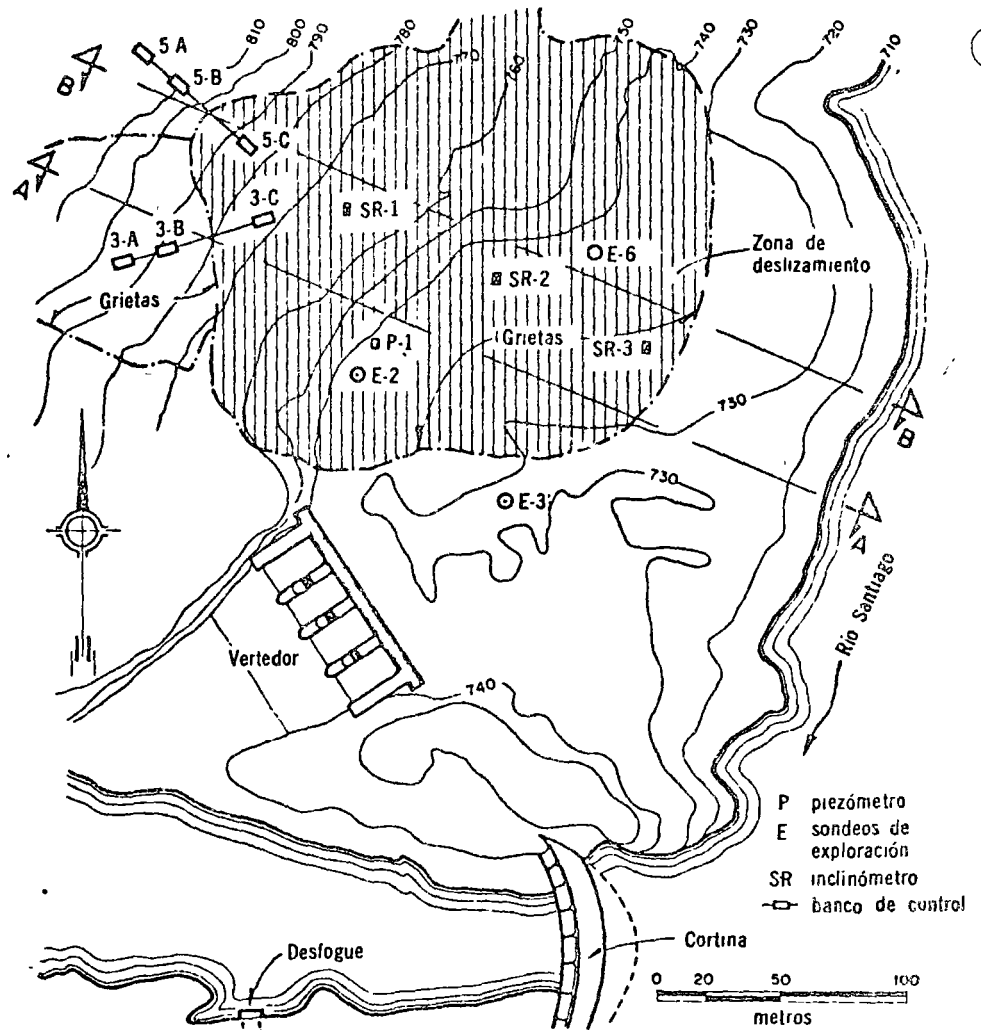 810
800
790
780
770
760
750
740
730
720
710
5 A
5-B
5-C
B
A
3-A
3-B
3-C
Grietas
SR-1
SR-2
E-6
Zona de
deslizamiento
P-1
E-2
Grietas
SR-3
730
B
A
730
E-3
Río Santiago
Vertedor
740
P piezómetro
E sondeos de
exploración
SR inclinómetro
banco de control
Cortina
Desfogue
0 20 50 100
metros